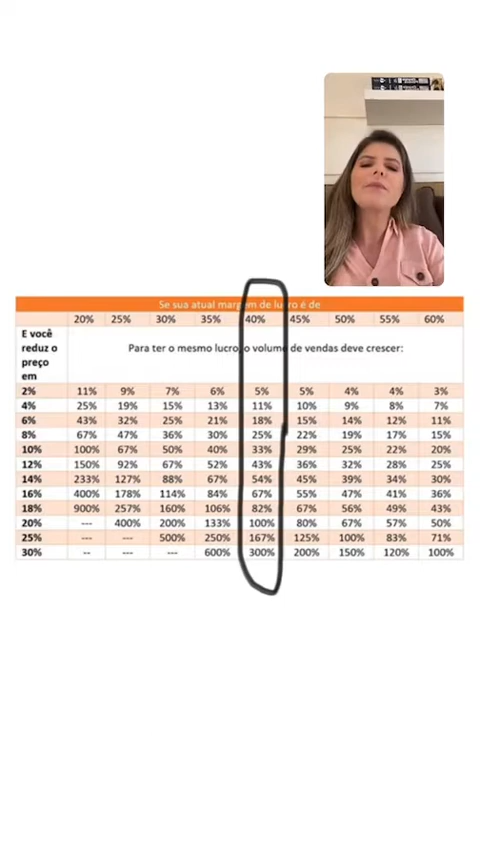 Se sua atual margem de lucro é de
20% 25% 30% 35% 40% 45% 50% 55% 60%
E você reduz o preço em
Para ter o mesmo lucro, o volume de vendas deve crescer:
2% 11% 9% 7% 6% 5% 5% 4% 4% 3%
4% 25% 19% 15% 13% 11% 10% 9% 8% 7%
6% 43% 32% 25% 21% 18% 15% 14% 12% 11%
8% 67% 47% 36% 30% 25% 22% 19% 17% 15%
10% 100% 67% 50% 40% 33% 29% 25% 22% 20%
12% 150% 92% 67% 52% 43% 36% 32% 28% 25%
14% 233% 127% 88% 67% 54% 45% 39% 34% 30%
16% 400% 178% 114% 84% 67% 55% 47% 41% 36%
18% 900% 257% 160% 106% 82% 67% 56% 49% 43%
20% --- 400% 200% 133% 100% 80% 67% 57% 50%
25% --- --- 500% 250% 167% 125% 100% 83% 71%
30% -- --- --- 600% 300% 200% 150% 120% 100%